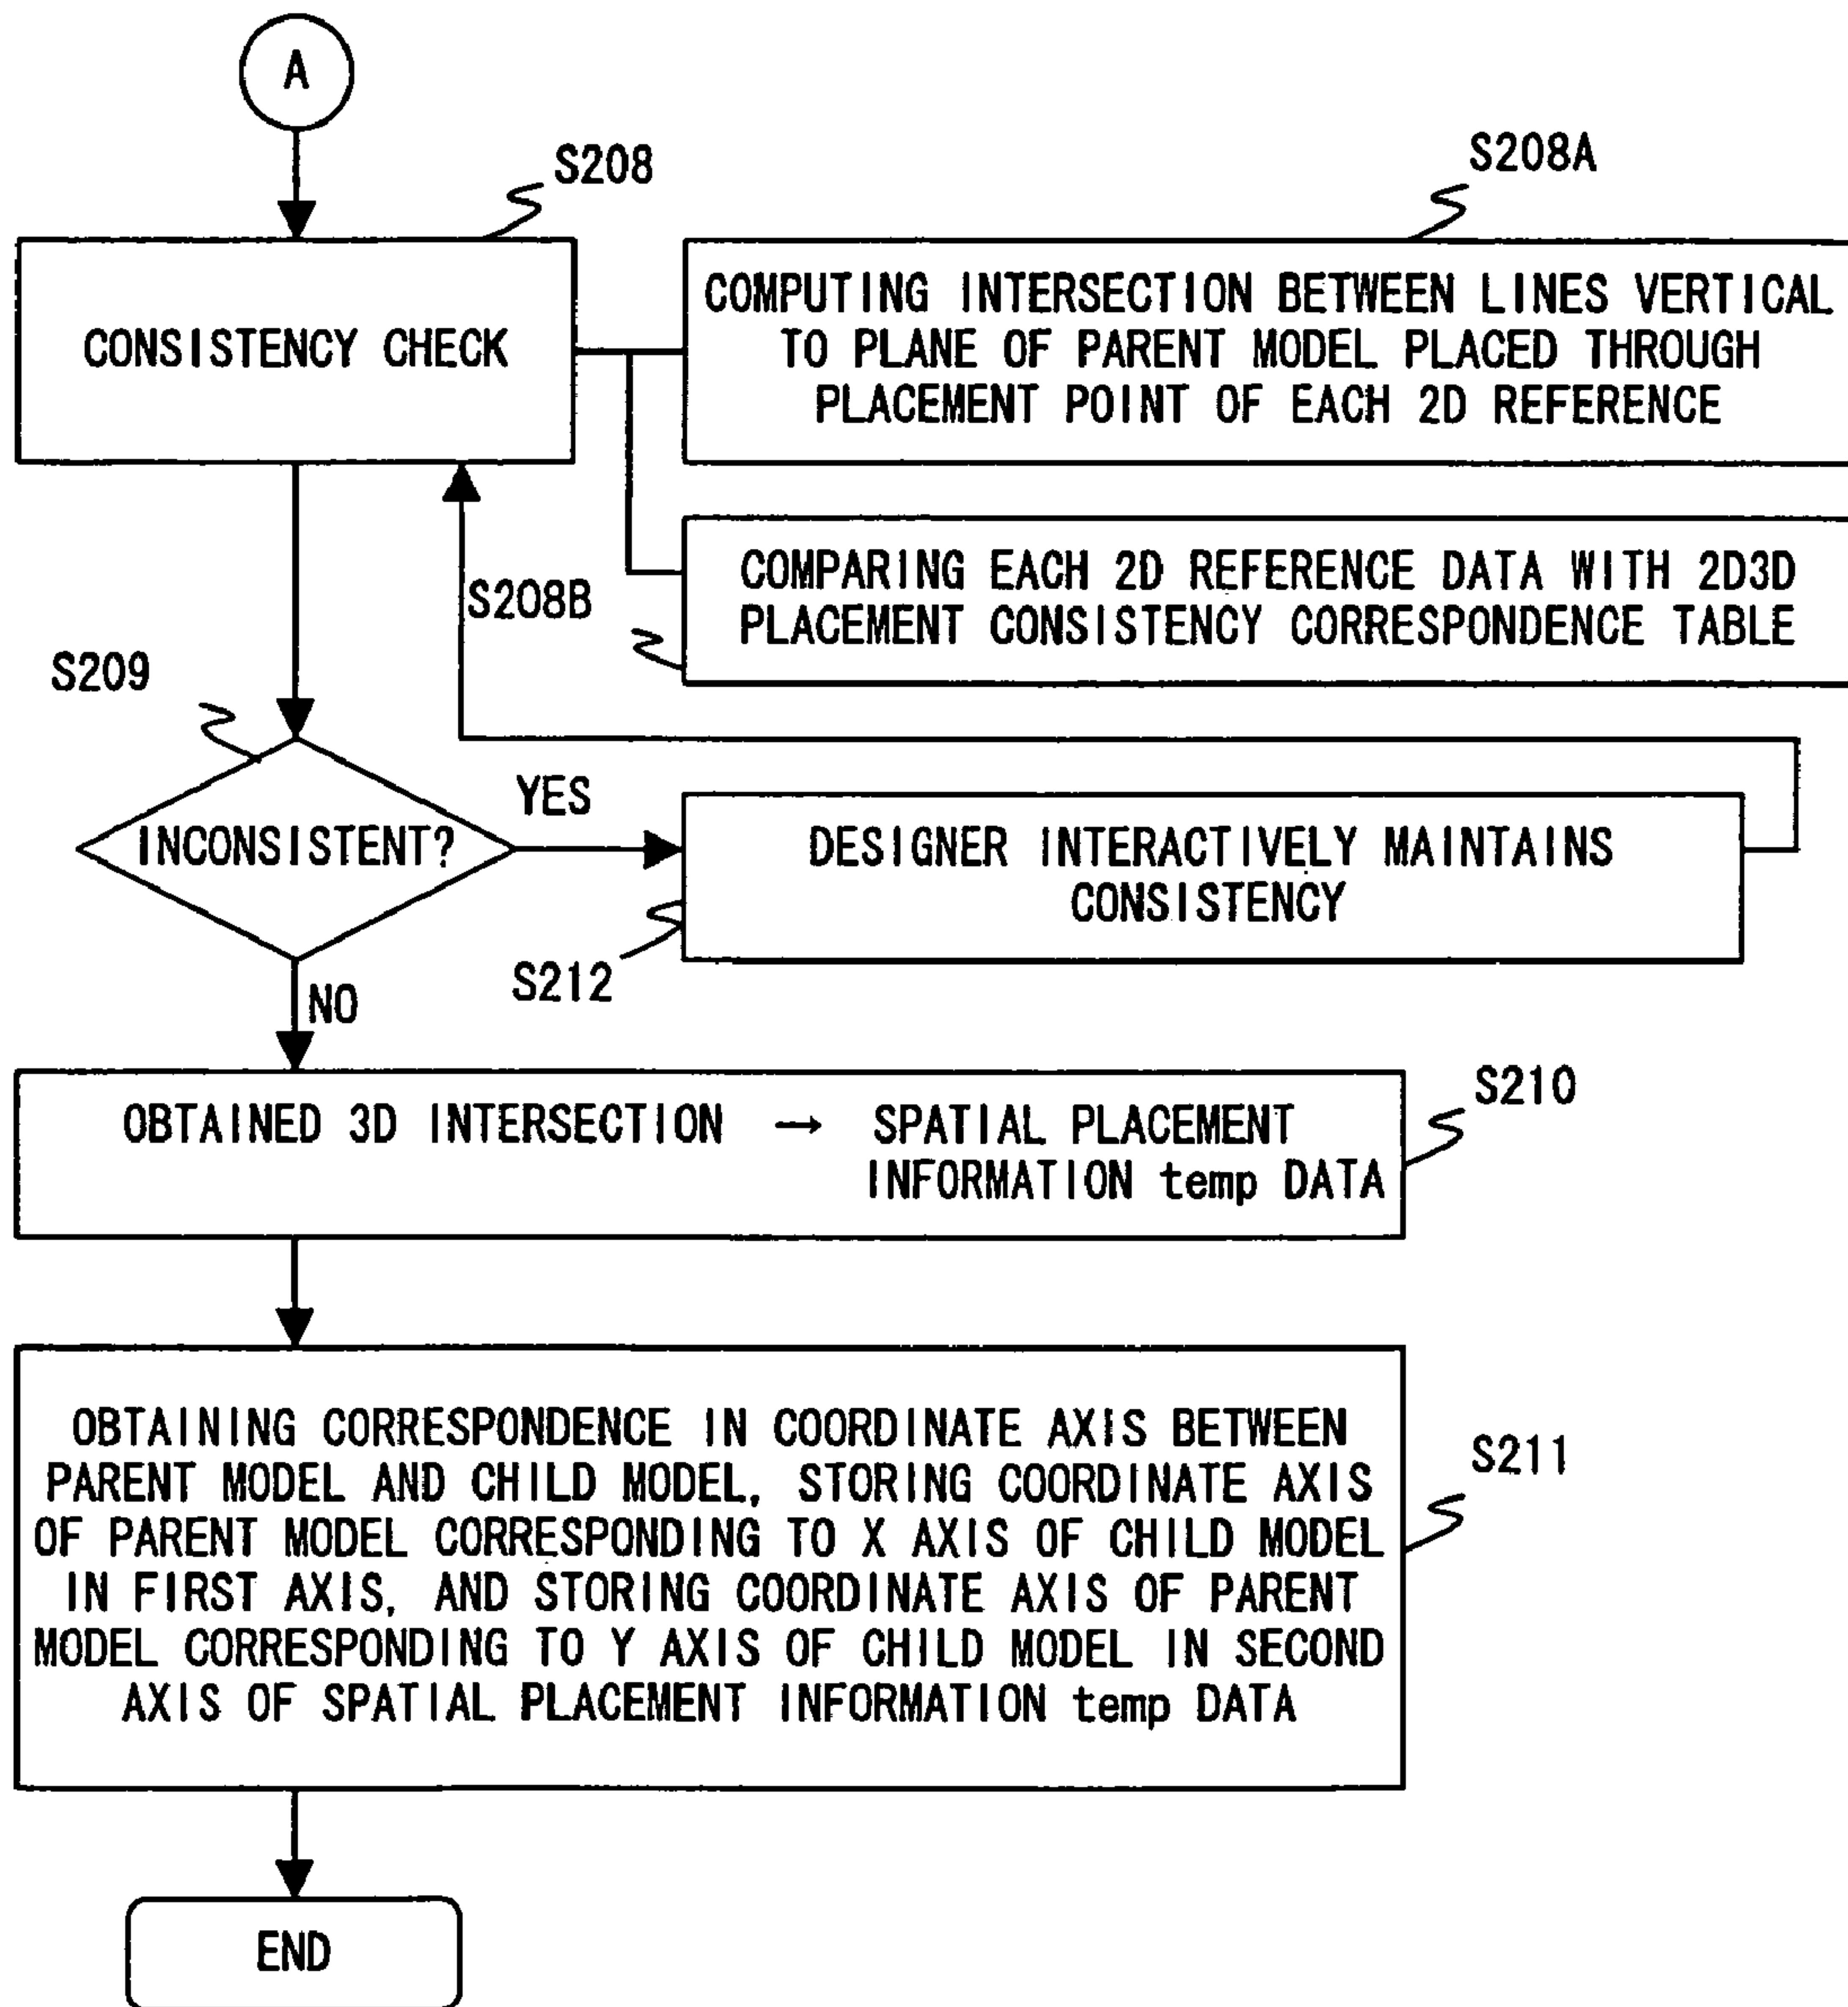 A
S208
S208A
CONSISTENCY CHECK
COMPUTING INTERSECTION BETWEEN LINES VERTICAL
TO PLANE OF PARENT MODEL PLACED THROUGH
PLACEMENT POINT OF EACH 2D REFERENCE
S208B
COMPARING EACH 2D REFERENCE DATA WITH 2D3D
PLACEMENT CONSISTENCY CORRESPONDENCE TABLE
S209
INCONSISTENT?
YES
DESIGNER INTERACTIVELY MAINTAINS
CONSISTENCY
S212
NO
S210
OBTAINED 3D INTERSECTION → SPATIAL PLACEMENT
INFORMATION temp DATA
S211
OBTAINING CORRESPONDENCE IN COORDINATE AXIS BETWEEN
PARENT MODEL AND CHILD MODEL, STORING COORDINATE AXIS
OF PARENT MODEL CORRESPONDING TO X AXIS OF CHILD MODEL
IN FIRST AXIS, AND STORING COORDINATE AXIS OF PARENT
MODEL CORRESPONDING TO Y AXIS OF CHILD MODEL IN SECOND
AXIS OF SPATIAL PLACEMENT INFORMATION temp DATA
END